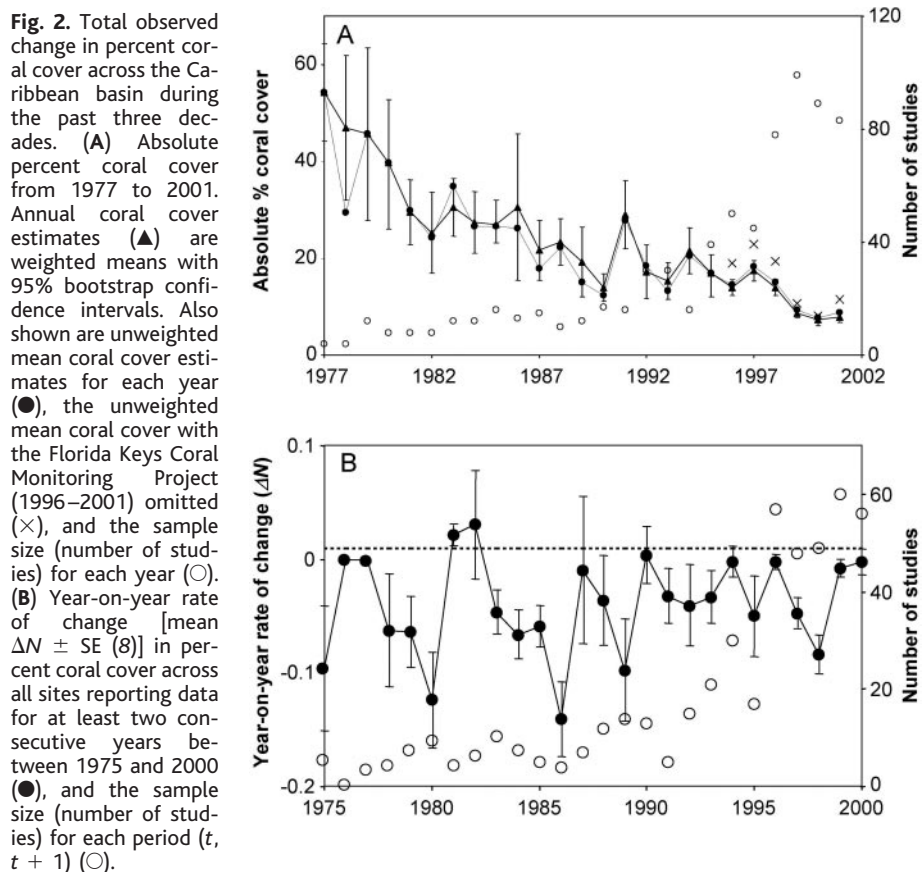 Fig. 2. Total observed
change in percent cor-
al cover across the Ca-
ribbean basin during
the past three dec-
ades. (A) Absolute
percent coral cover
from 1977 to 2001.
Annual coral cover
estimates (▲) are
weighted means with
95% bootstrap confi-
dence intervals. Also
shown are unweighted
mean coral cover esti-
mates for each year
(●), the unweighted
mean coral cover with
the Florida Keys Coral
Monitoring Project
(1996–2001) omitted
(×), and the sample
size (number of stud-
ies) for each year (○).
(B) Year-on-year rate
of change [mean
ΔN ± SE (8)] in per-
cent coral cover across
all sites reporting data
for at least two con-
secutive years be-
tween 1975 and 2000
(●), and the sample
size (number of stud-
ies) for each period (t,
t + 1) (○).
A
Absolute % coral cover
60
40
20
0
Number of studies
120
80
40
0
1977 1982 1987 1992 1997 2002
B
Year-on-year rate of change (ΔN)
0.1
0
-0.1
-0.2
Number of studies
60
40
20
0
1975 1980 1985 1990 1995 2000